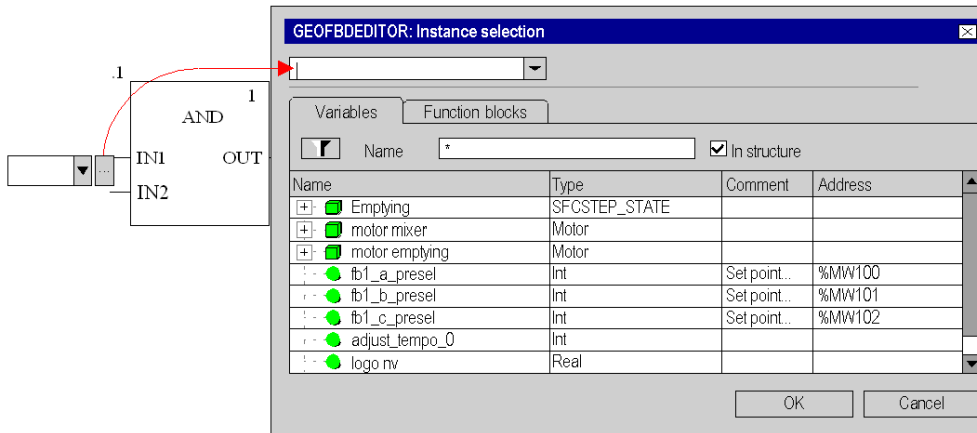 GEOFBDEDITOR: Instance selection
.1
1
AND
IN1 OUT
IN2
...
Variables Function blocks
Name * In structure
Name Type Comment Address
Emptying SFCSTEP_STATE
motor mixer Motor
motor emptying Motor
fb1_a_presel Int Set point... %MW100
fb1_b_presel Int Set point... %MW101
fb1_c_presel Int Set point... %MW102
adjust_tempo_0 Int
logo nv Real
OK Cancel